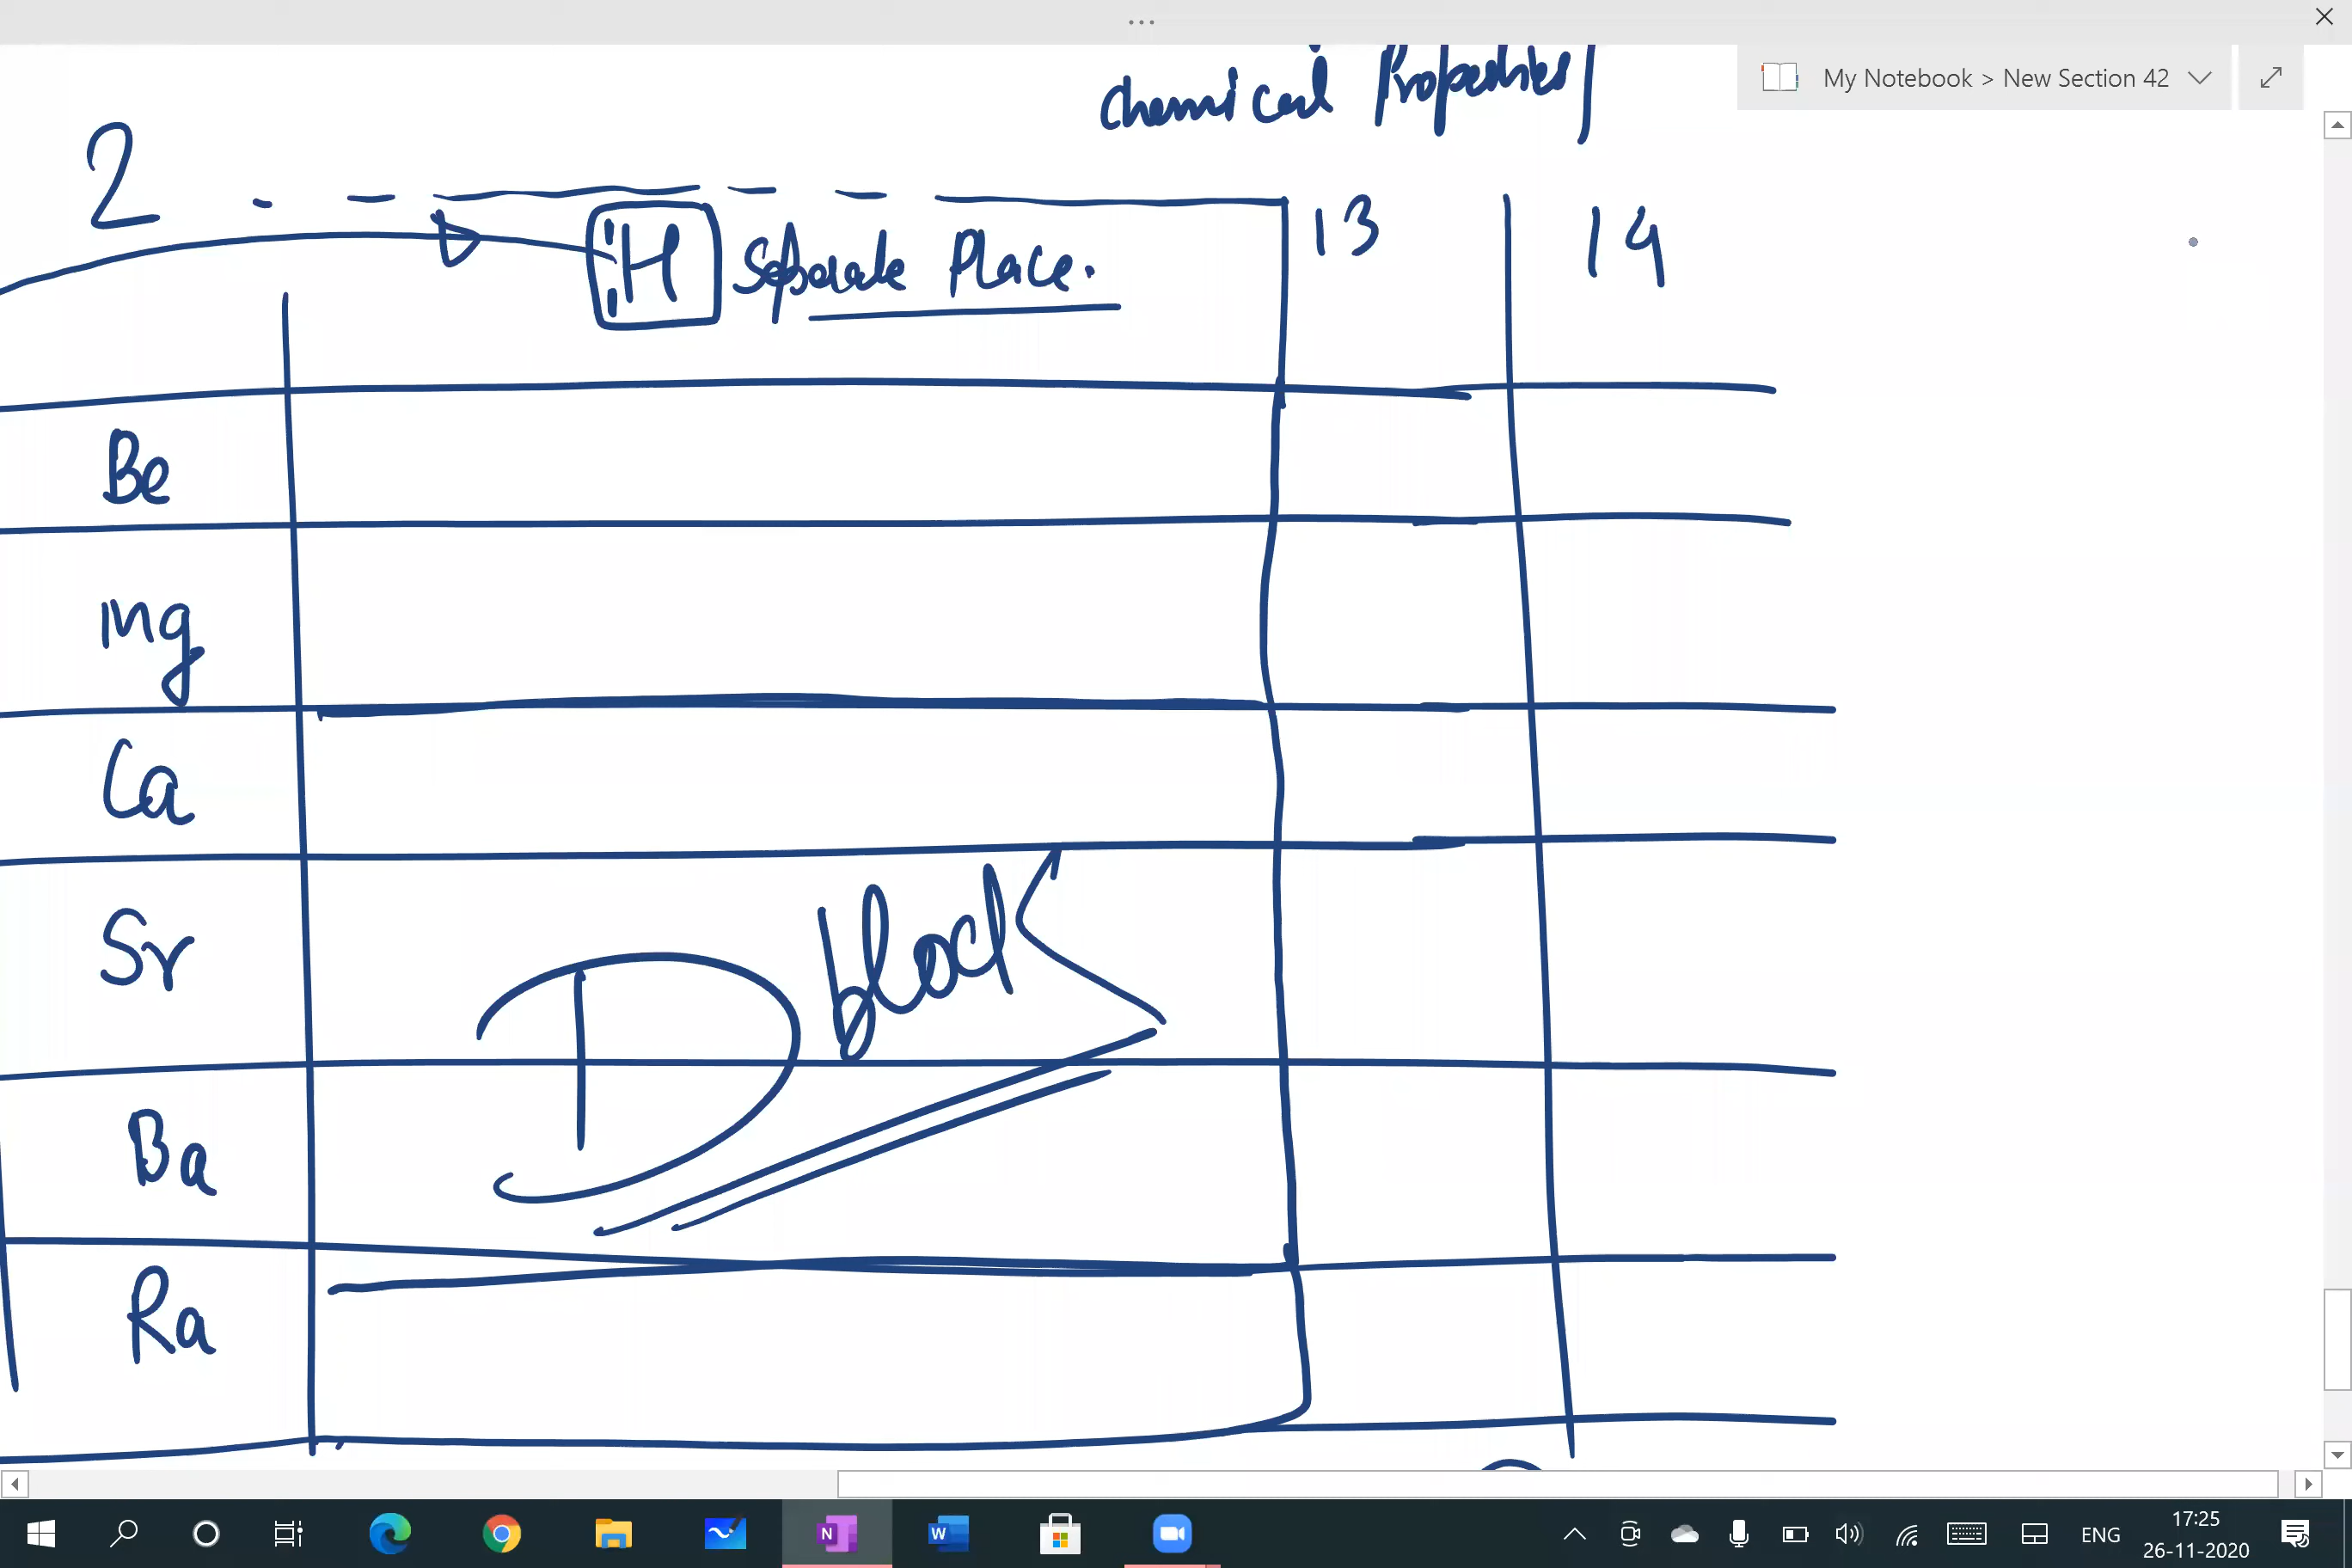 ...
My Notebook > New Section 42
chemical Properties
2 13 14
H Separate Place.
Be
Mg
Ca
Sr
D block
Ba
Ra
N
W
ENG
17:25
26-11-2020